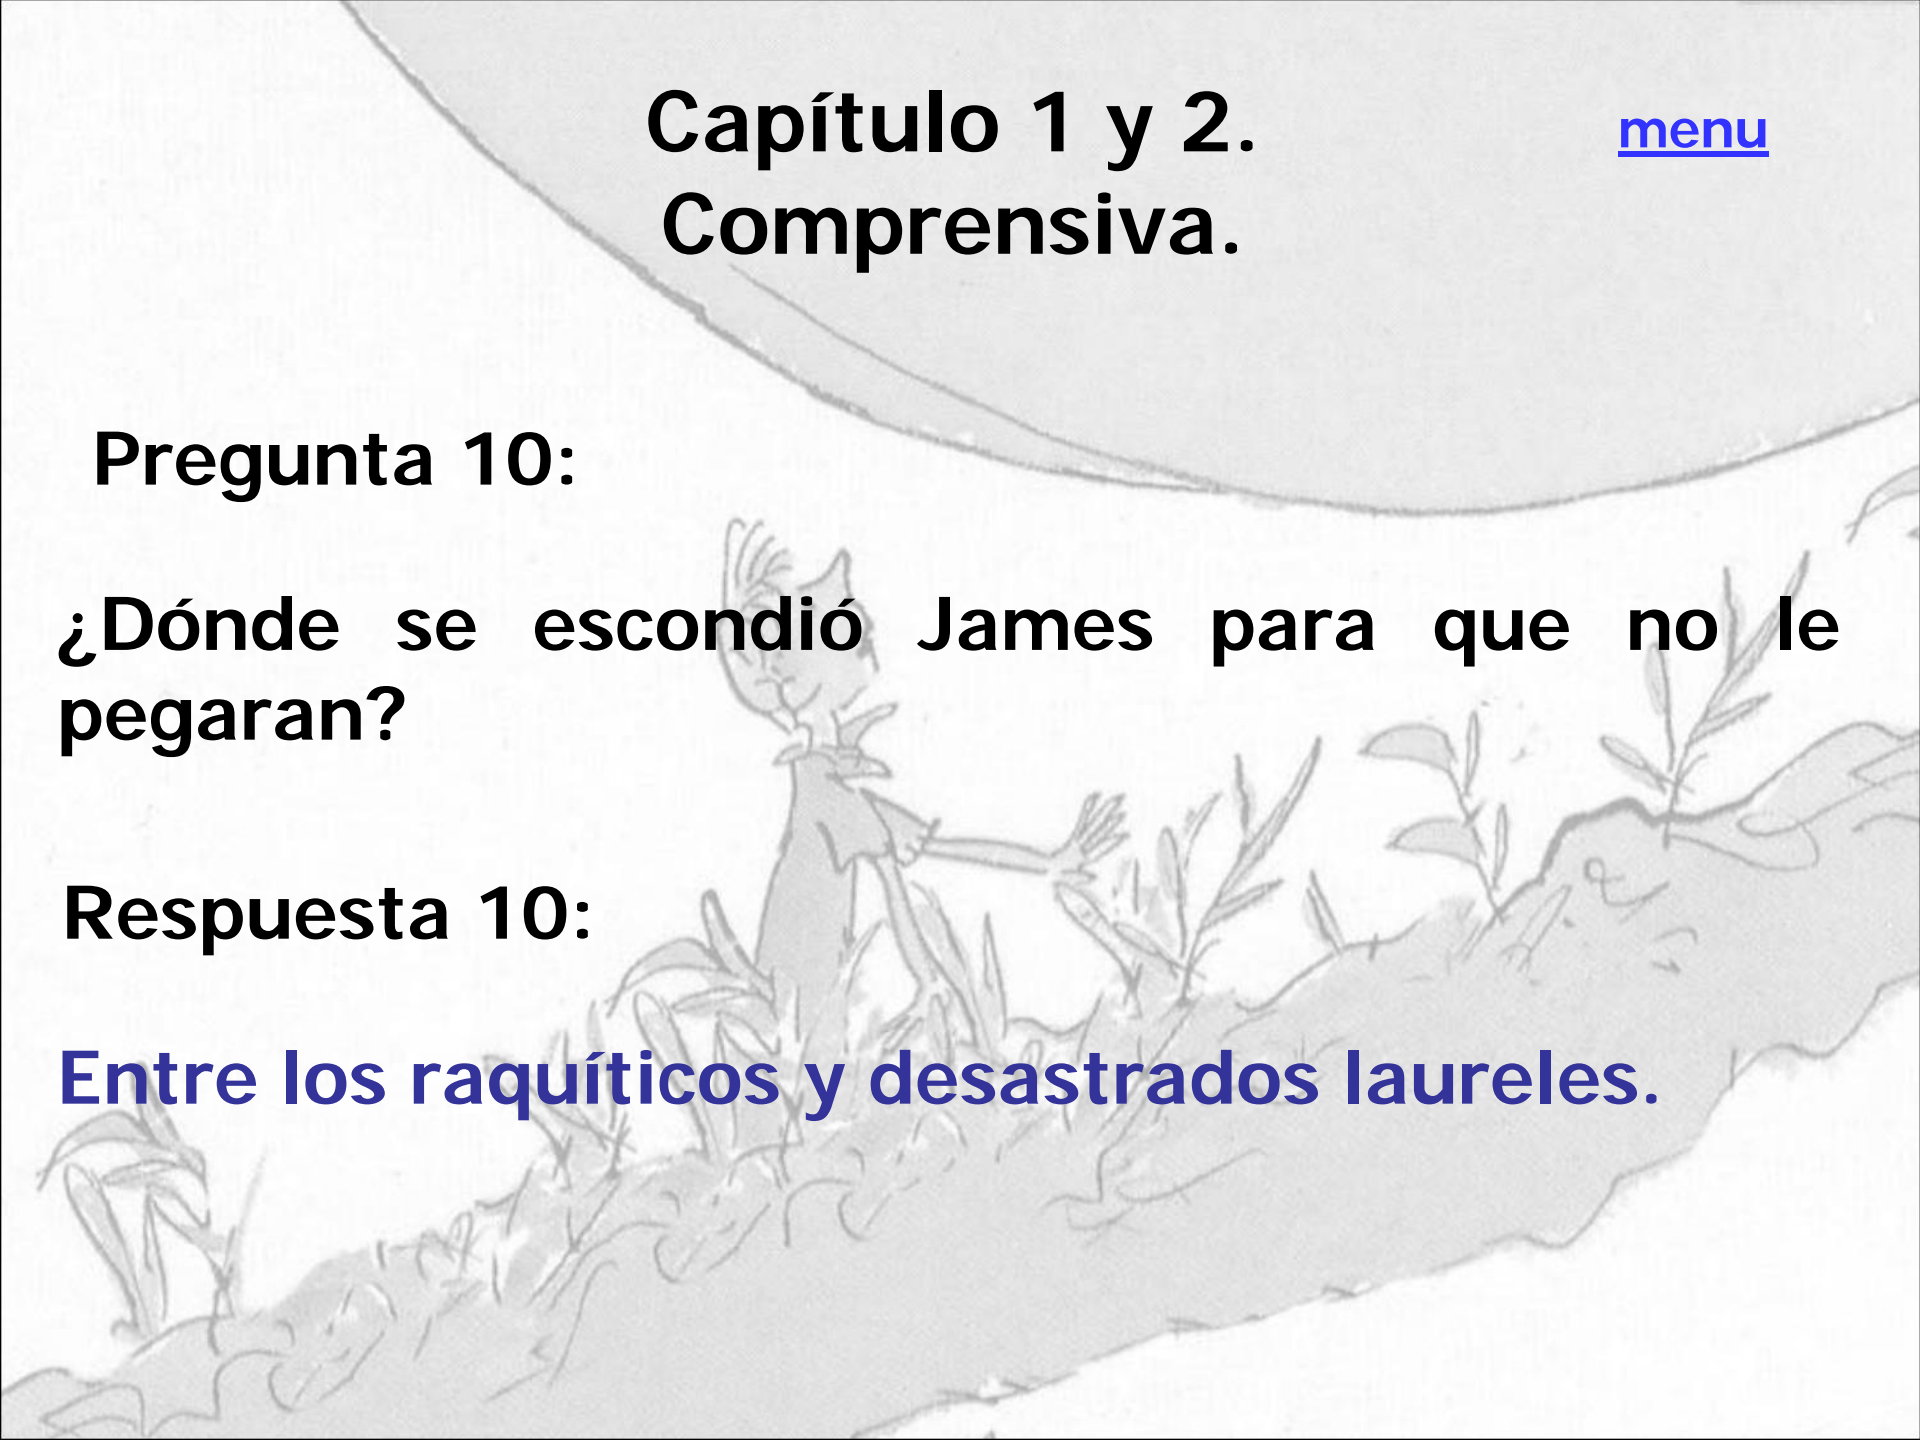 Capítulo 1 y 2.
Comprensiva.
menu
Pregunta 10:
¿Dónde se escondió James para que no le
pegaran?
Respuesta 10:
Entre los raquíticos y desastrados laureles.